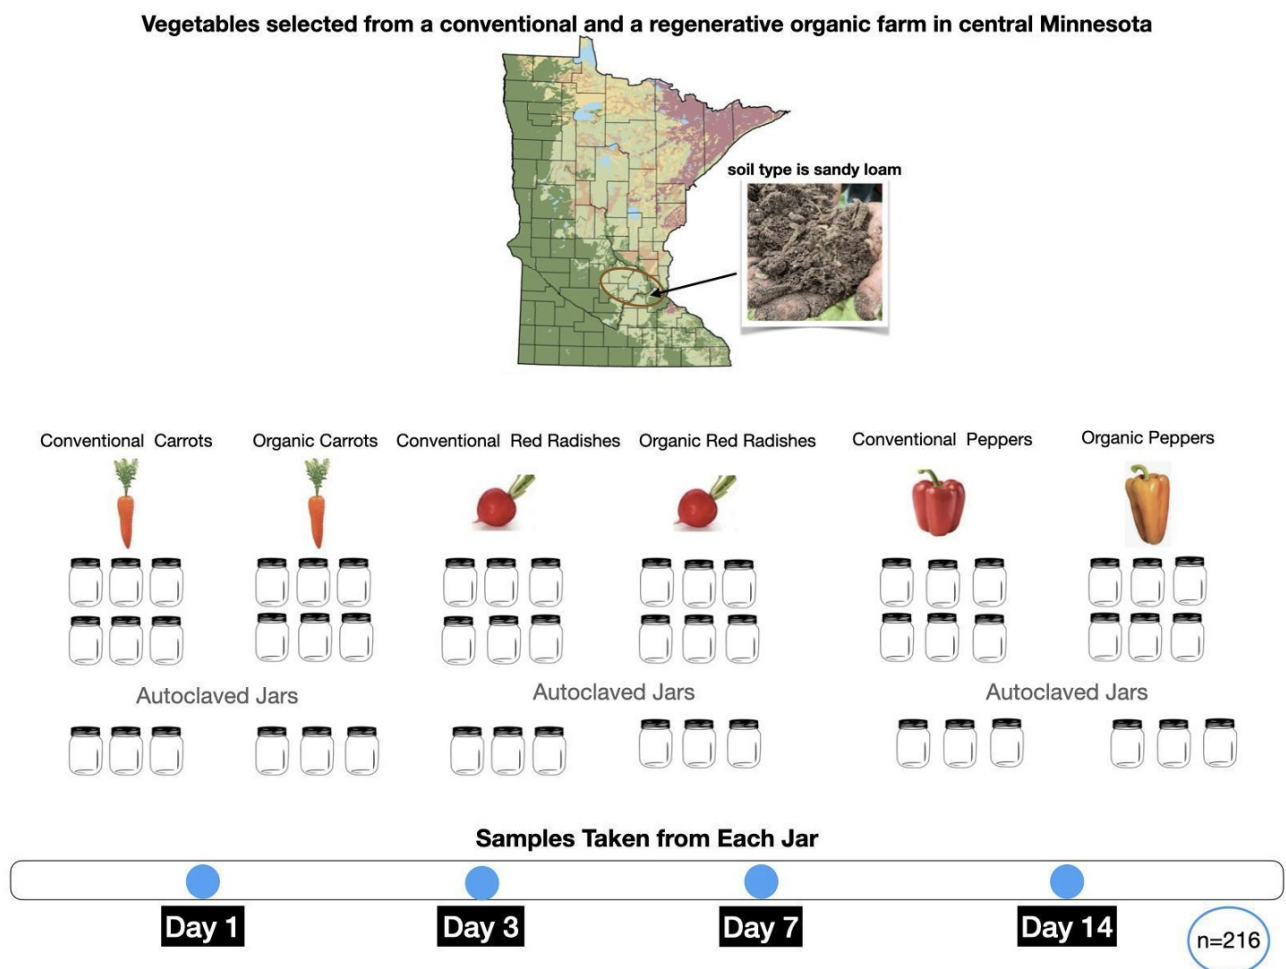 Vegetables selected from a conventional and a regenerative organic farm in central Minnesota
soil type is sandy loam
Conventional Carrots
Organic Carrots
Conventional Red Radishes
Organic Red Radishes
Conventional Peppers
Organic Peppers
Autoclaved Jars
Autoclaved Jars
Autoclaved Jars
Samples Taken from Each Jar
Day 1
Day 3
Day 7
Day 14
n=216